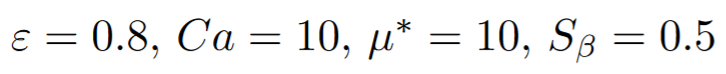 ε = 0.8, Ca = 10, μ* = 10, S_β = 0.5